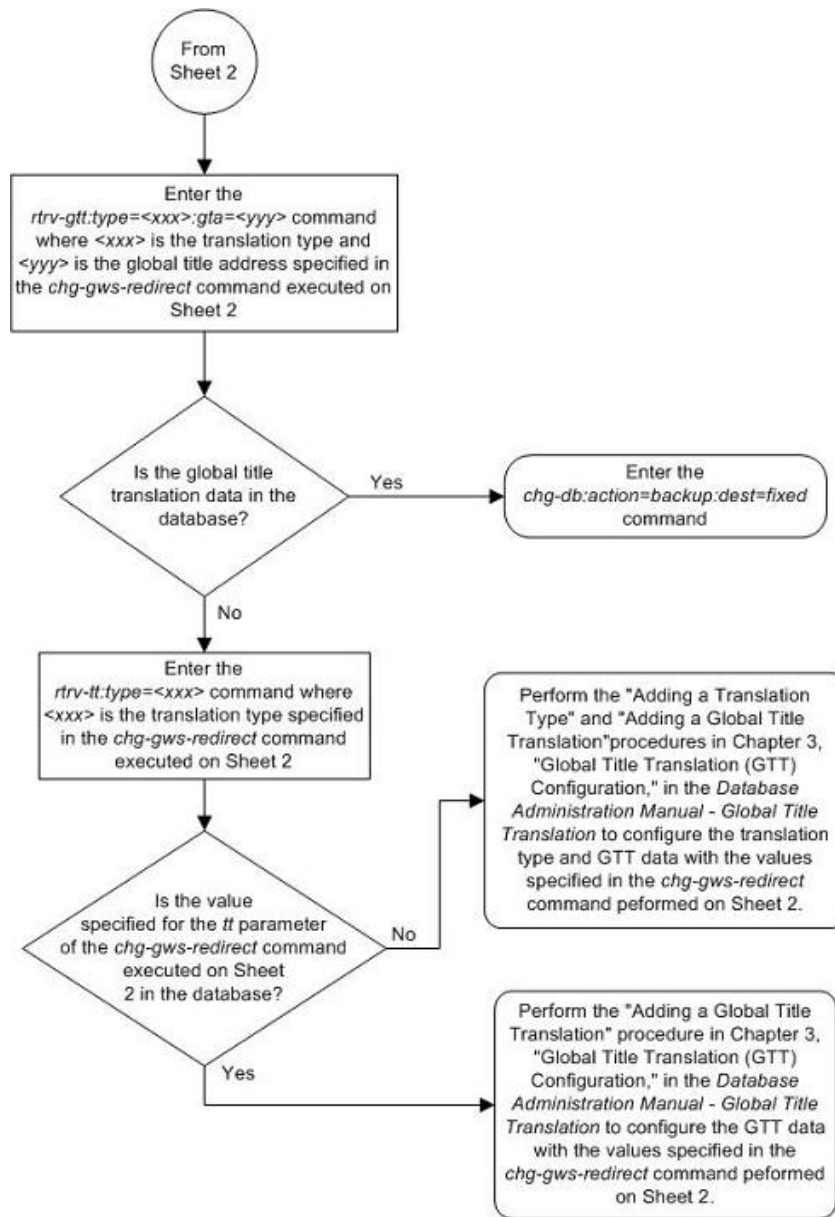 From
Sheet 2
Enter the
rtrv-gtt:type=<xxx>:gta=<yyy> command
where <xxx> is the translation type and
<yyy> is the global title address specified in
the chg-gws-redirect command executed on
Sheet 2
Is the global title
translation data in the
database?
Yes
Enter the
chg-db:action=backup:dest=fixed
command
No
Enter the
rtrv-tt:type=<xxx> command where
<xxx> is the translation type specified
in the chg-gws-redirect command
executed on Sheet 2
Is the value
specified for the tt parameter
of the chg-gws-redirect command
executed on Sheet
2 in the database?
No
Perform the "Adding a Translation
Type" and "Adding a Global Title
Translation"procedures in Chapter 3,
"Global Title Translation (GTT)
Configuration," in the Database
Administration Manual - Global Title
Translation to configure the translation
type and GTT data with the values
specified in the chg-gws-redirect
command peformed on Sheet 2.
Yes
Perform the "Adding a Global Title
Translation" procedure in Chapter 3,
"Global Title Translation (GTT)
Configuration," in the Database
Administration Manual - Global Title
Translation to configure the GTT data
with the values specified in the
chg-gws-redirect command peformed
on Sheet 2.